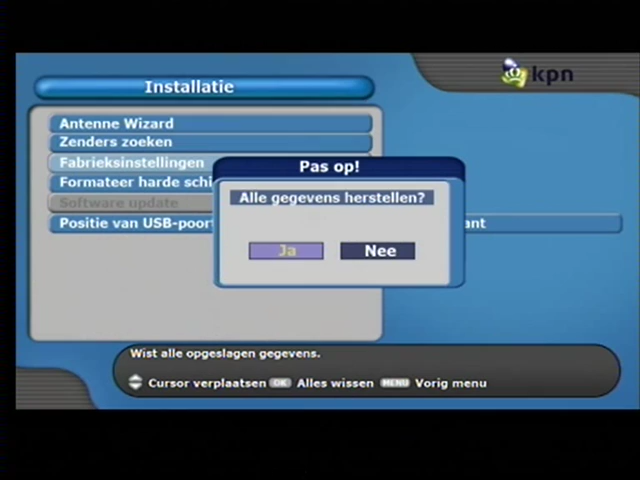 Installatie
kpn
Antenne Wizard
Zenders zoeken
Fabrieksinstellingen
Formateer harde schi
Software update
Positie van USB-poort
ant
Pas op!
Alle gegevens herstellen?
Ja
Nee
Wist alle opgeslagen gegevens.
Cursor verplaatsen OK Alles wissen MENU Vorig menu